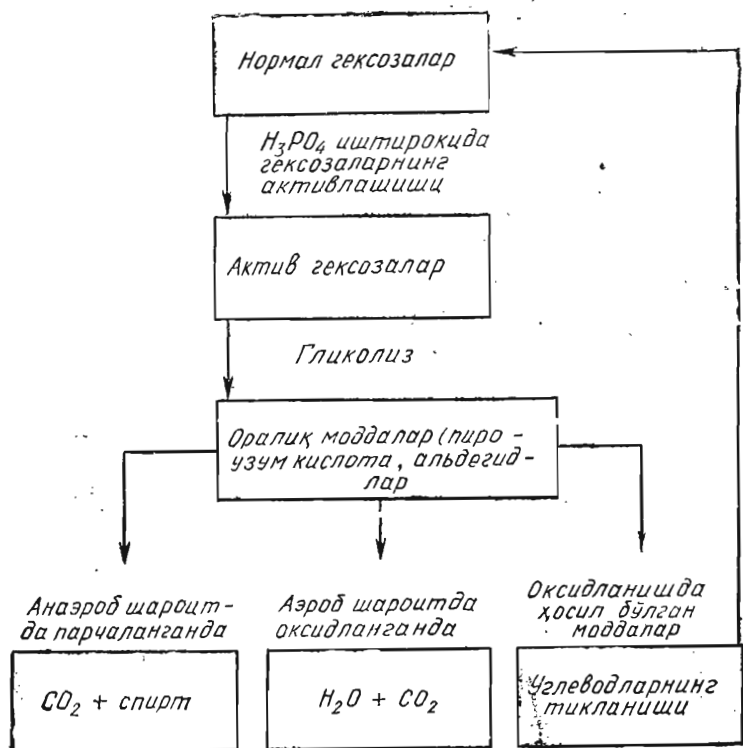 Нормал гексозалар
H₃PO₄ иштирокида
гексозаларнинг
активлашиши
Актив гексозалар
Гликолиз
Оралиқ моддалар (пиро-
узум кислота, альдегид-
лар
Анаэроб шароит-
да парчаланганда
Аэроб шароитда
оксидланганда
Оксидланишда
ҳосил бўлган
моддалар
CO₂ + спирт
H₂O + CO₂
Углеводларнинг
тикланиши